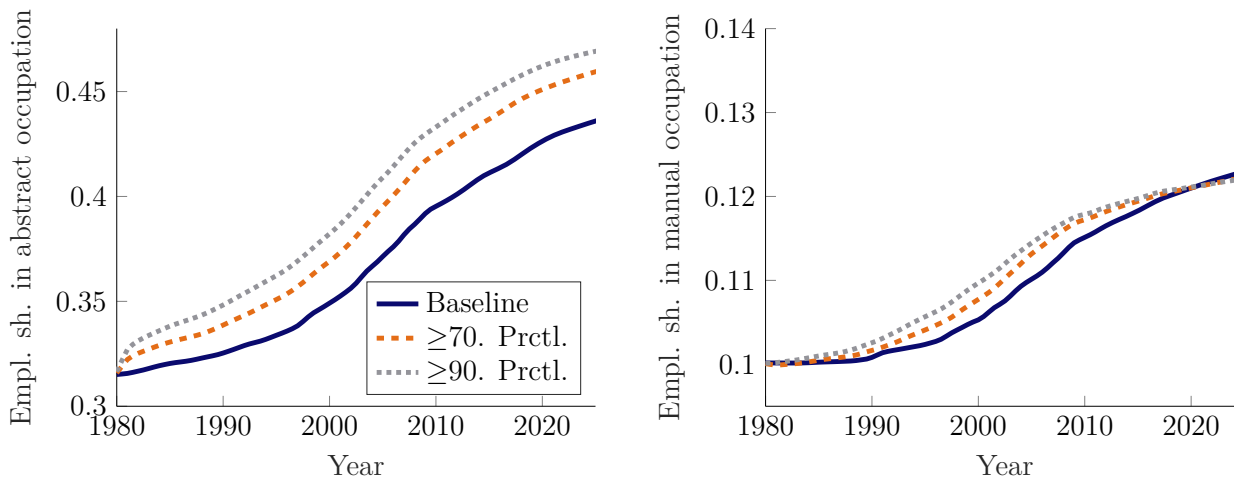 Empl. sh. in abstract occupation
0.45
0.4
0.35
0.3
1980
1990
2000
2010
2020
Year
Baseline
≥70. Prctl.
≥90. Prctl.
Empl. sh. in manual occupation
0.14
0.13
0.12
0.11
0.1
1980
1990
2000
2010
2020
Year